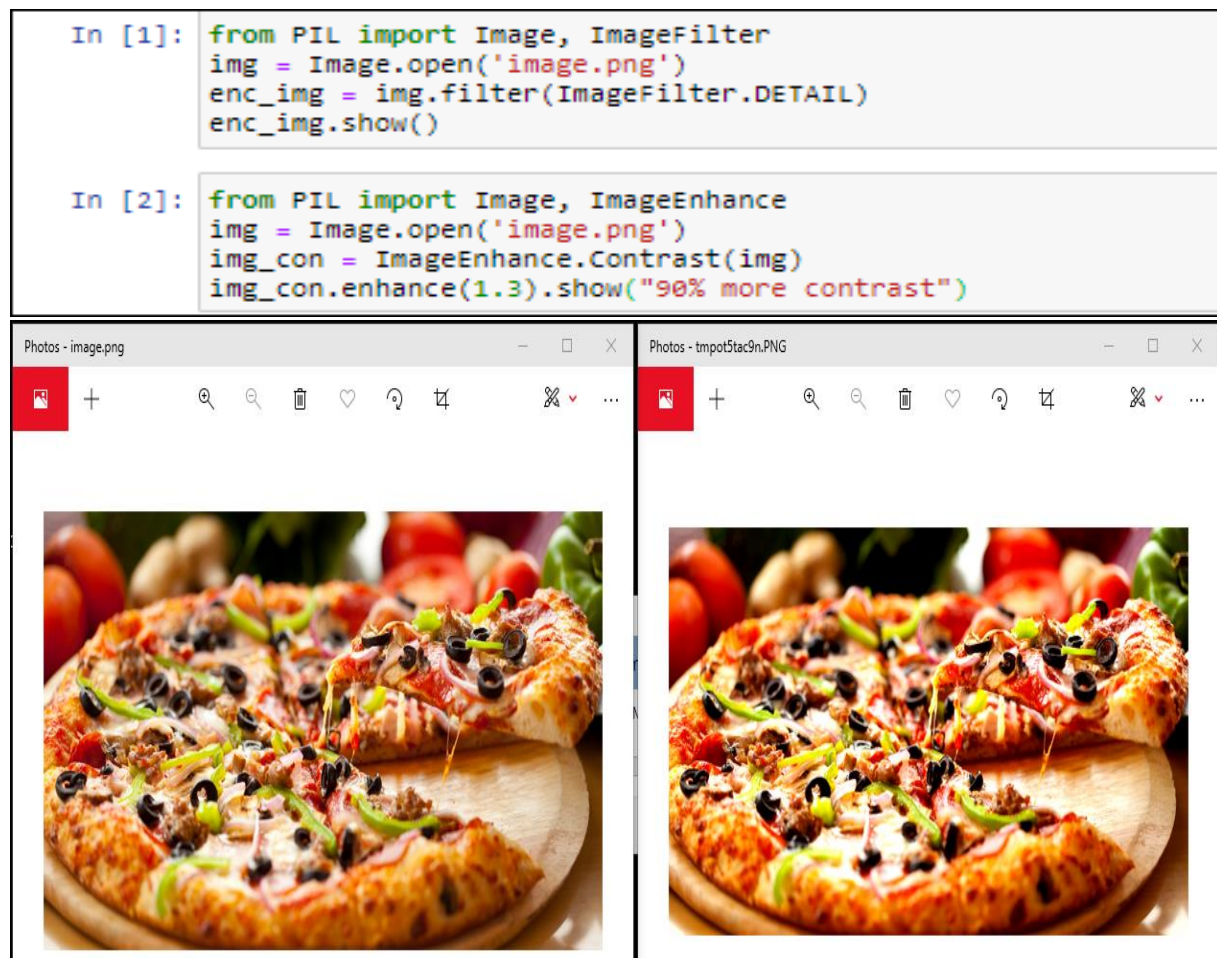 In [1]: from PIL import Image, ImageFilter
img = Image.open('image.png')
enc_img = img.filter(ImageFilter.DETAIL)
enc_img.show()
In [2]: from PIL import Image, ImageEnhance
img = Image.open('image.png')
img_con = ImageEnhance.Contrast(img)
img_con.enhance(1.3).show("90% more contrast")
Photos - image.png
Photos - tmpot5tac9n.PNG